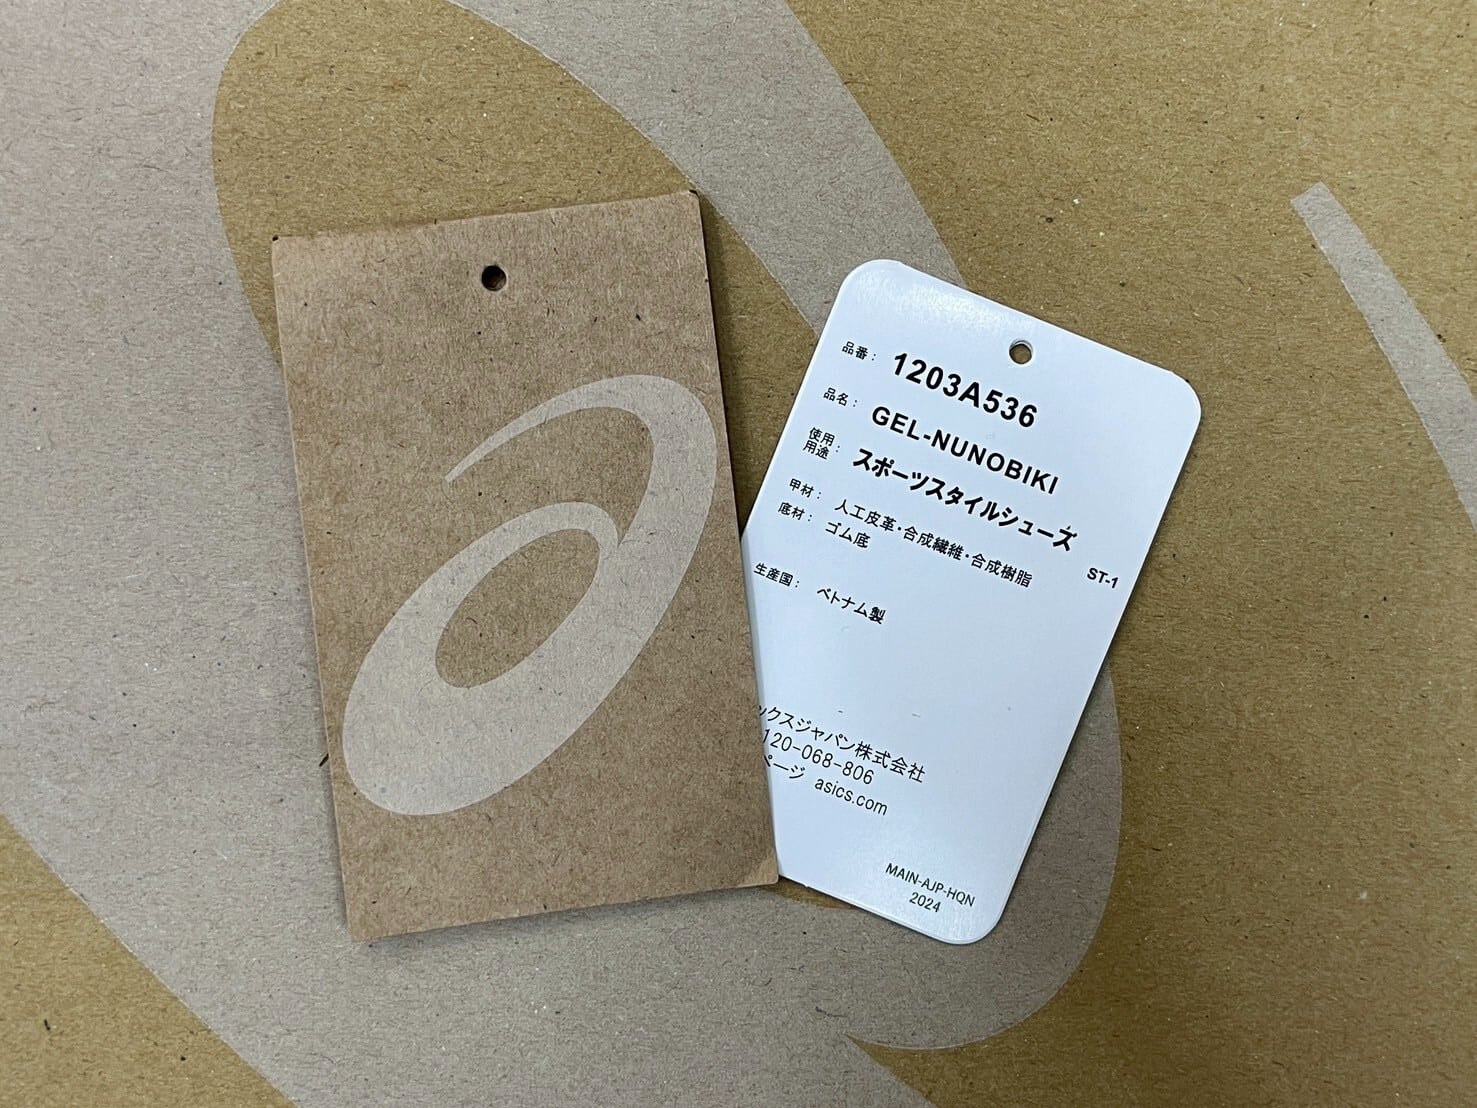 品番： 1203A536
品名： GEL-NUNOBIKI
使用用途： スポーツスタイルシューズ
甲材： 人工皮革・合成繊維・合成樹脂
底材： ゴム底
ST-1
生産国： ベトナム製
ックスジャパン株式会社
120-068-806
ページ asics.com
MAIN-AJP-HQN
2024